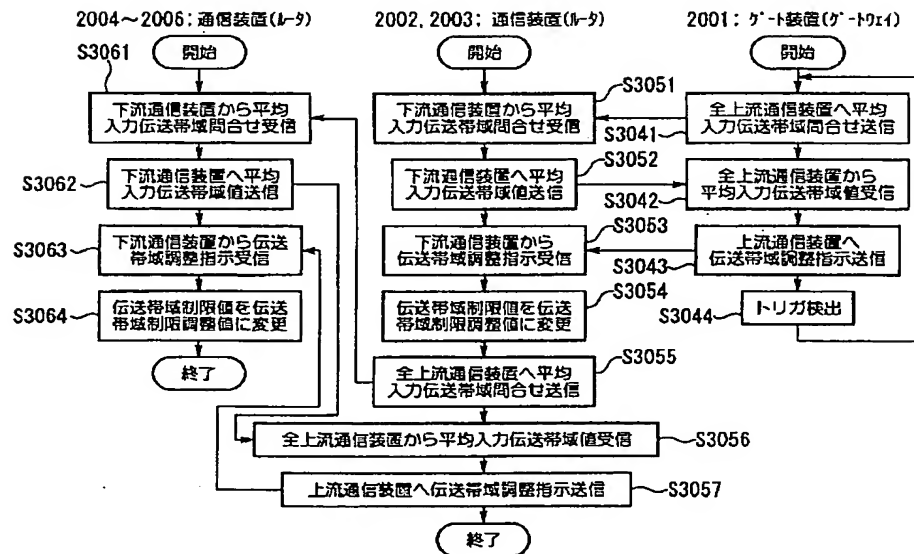 2004～2006：通信装置(ルータ)
開始
S3061
下流通信装置から平均
入力伝送帯域問合せ受信
S3062
下流通信装置へ平均
入力伝送帯域値送信
S3063
下流通信装置から伝送
帯域調整指示受信
S3064
伝送帯域制限値を伝送
帯域制限調整値に変更
終了
2002，2003：通信装置(ルータ)
開始
S3051
下流通信装置から平均
入力伝送帯域問合せ受信
S3052
下流通信装置へ平均
入力伝送帯域値送信
S3053
下流通信装置から
伝送帯域調整指示受信
S3054
伝送帯域制限値を伝送
帯域制限調整値に変更
S3055
全上流通信装置へ平均
入力伝送帯域問合せ送信
全上流通信装置から平均入力伝送帯域値受信
S3056
上流通信装置へ伝送帯域調整指示送信
S3057
終了
2001：ゲート装置(ゲートウェイ)
開始
全上流通信装置へ平均
入力伝送帯域問合せ送信
S3041
全上流通信装置から
平均入力伝送帯域値受信
S3042
上流通信装置へ
伝送帯域調整指示送信
S3043
トリガ検出
S3044